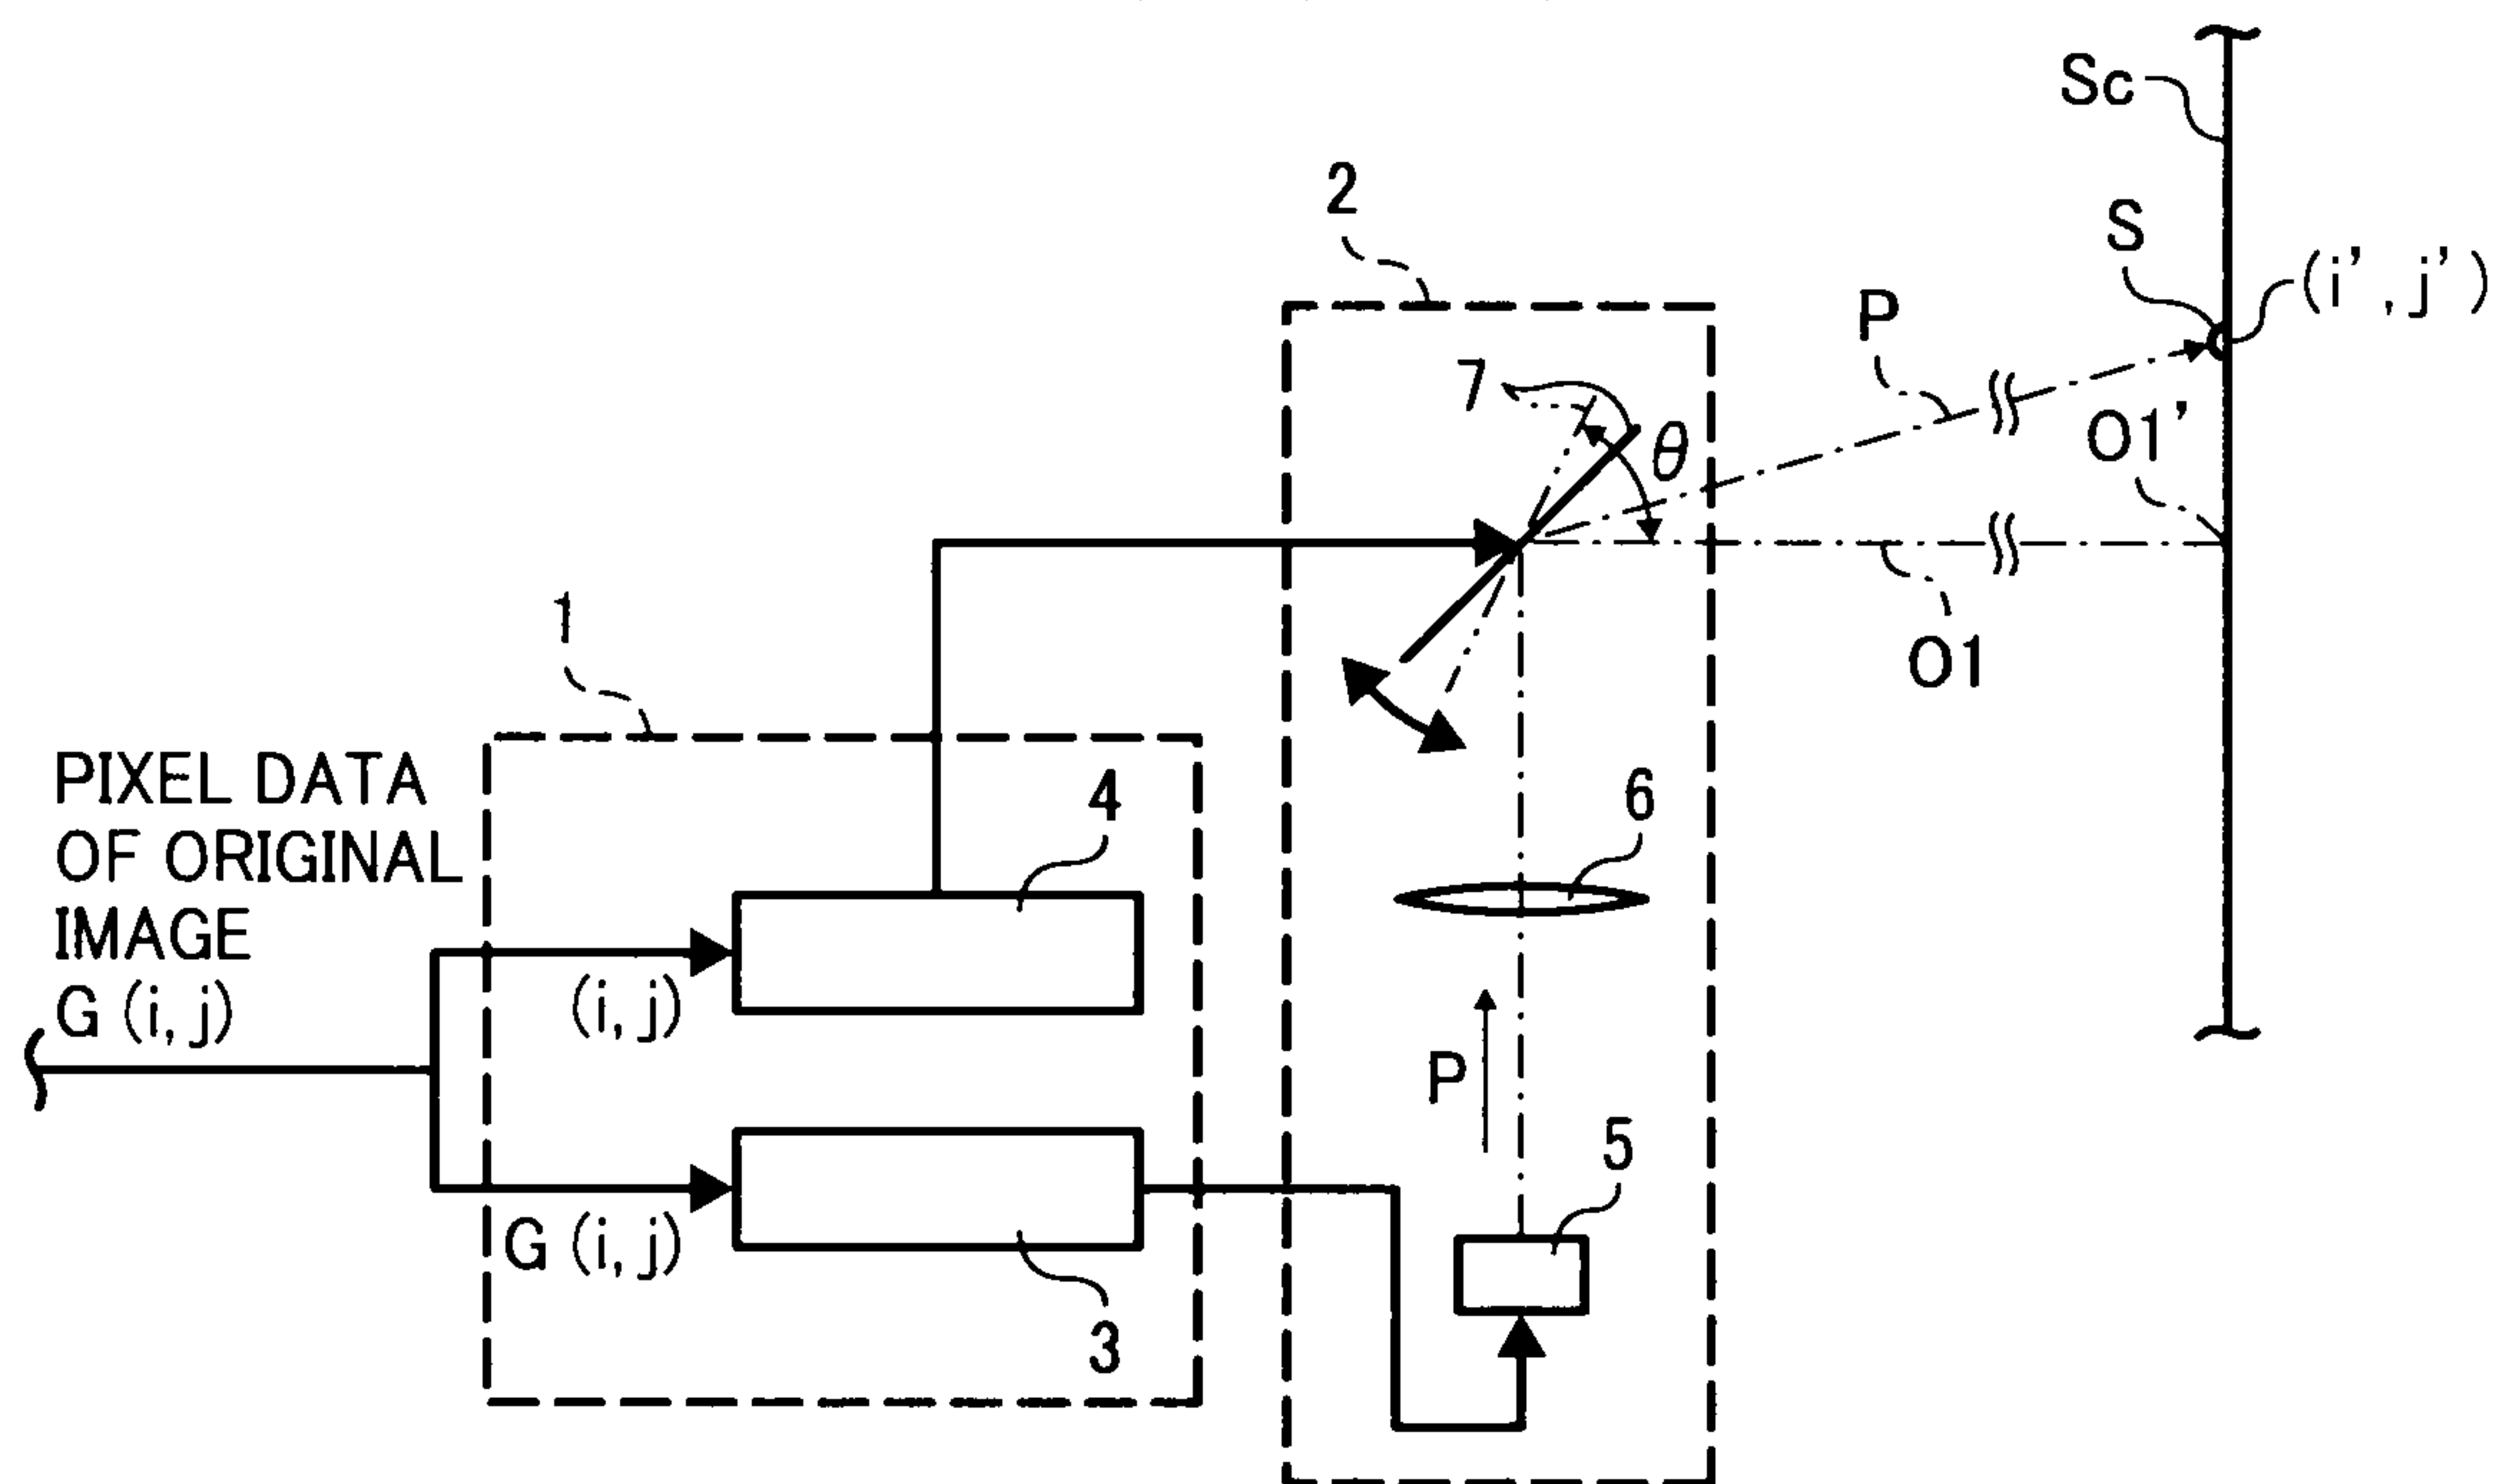 Sc
2
S
(i', j')
P
7
θ
O1'
1
O1
PIXEL DATA
OF ORIGINAL
IMAGE
G (i, j)
4
6
(i, j)
P
5
G (i, j)
3